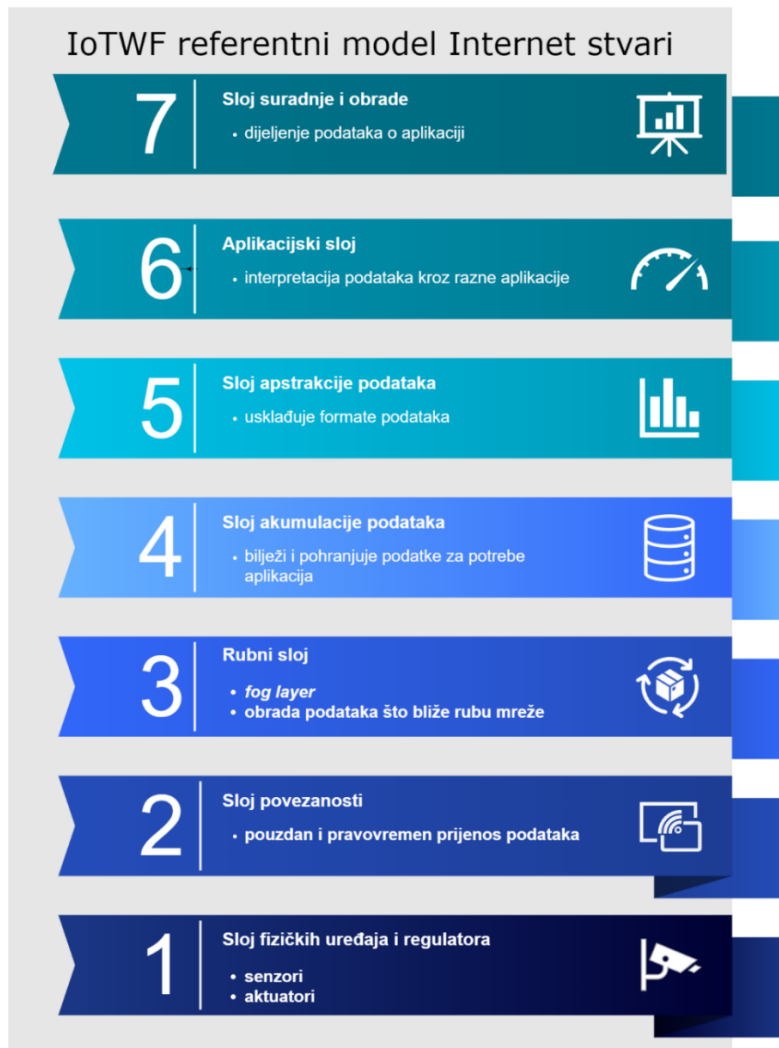 IoTWF referentni model Internet stvari
7
Sloj suradnje i obrade
• dijeljenje podataka o aplikaciji
6
Aplikacijski sloj
• interpretacija podataka kroz razne aplikacije
5
Sloj apstrakcije podataka
• usklađuje formate podataka
4
Sloj akumulacije podataka
• bilježi i pohranjuje podatke za potrebe
aplikacija
3
Rubni sloj
• fog layer
• obrada podataka što bliže rubu mreže
2
Sloj povezanosti
• pouzdan i pravovremen prijenos podataka
1
Sloj fizičkih uređaja i regulatora
• senzori
• aktuatori